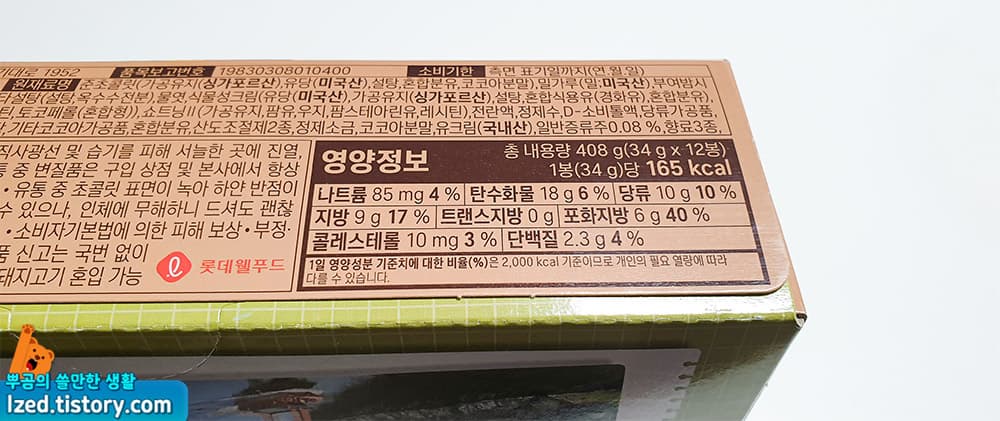 기대로 1952 품목보고번호 19830308010400 소비기한 측면 표기일까지(연.월.일)
원재료명 준초콜릿(가공유지(싱가포르산), 유당(미국산), 설탕, 혼합분유, 코코아분말), 밀가루(밀:미국산), 부여받시
타설탕(설탕, 옥수수전분), 물엿, 식물성크림(유당(미국산), 가공유지(싱가포르산), 설탕, 혼합식용유(경화유), 혼합분유)
틴, 토코페롤(혼합형)), 쇼트닝Ⅱ(가공유지, 팜유, 우지, 팜스테아린유, 레시틴), 전란액, 정제수, D-소비톨액, 당류가공품,
기타코코아가공품, 혼합분유, 산도조절제2종, 정제소금, 코코아분말, 유크림(국내산), 일반증류주0.08 %, 향료3종,
직사광선 및 습기를 피해 서늘한 곳에 진열,
통 중 변질품은 구입 상점 및 본사에서 항상
• 유통 중 초콜릿 표면이 녹아 하얀 반점이
수 있으나, 인체에 무해하니 드셔도 괜찮
• 소비자기본법에 의한 피해 보상 • 부정·
품 신고는 국번 없이
돼지고기 혼입 가능
롯데웰푸드
영양정보
총 내용량 408 g(34 g x 12봉)
1봉(34 g)당 165 kcal
나트륨 85 mg 4 % 탄수화물 18 g 6 % 당류 10 g 10 %
지방 9 g 17 % 트랜스지방 0 g 포화지방 6 g 40 %
콜레스테롤 10 mg 3 % 단백질 2.3 g 4 %
1일 영양성분 기준치에 대한 비율(%)은 2,000 kcal 기준이므로 개인의 필요 열량에 따라
다를 수 있습니다.
뿌곰의 쓸만한 생활
lzed.tistory.com